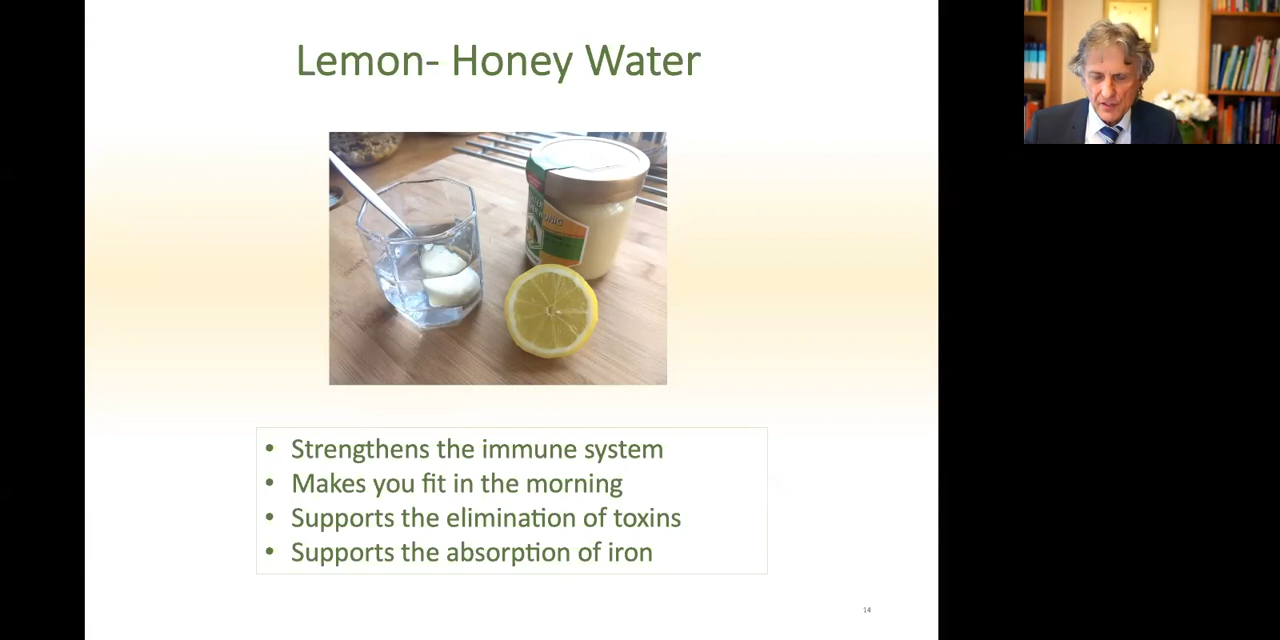 Lemon- Honey Water
• Strengthens the immune system
• Makes you fit in the morning
• Supports the elimination of toxins
• Supports the absorption of iron
14